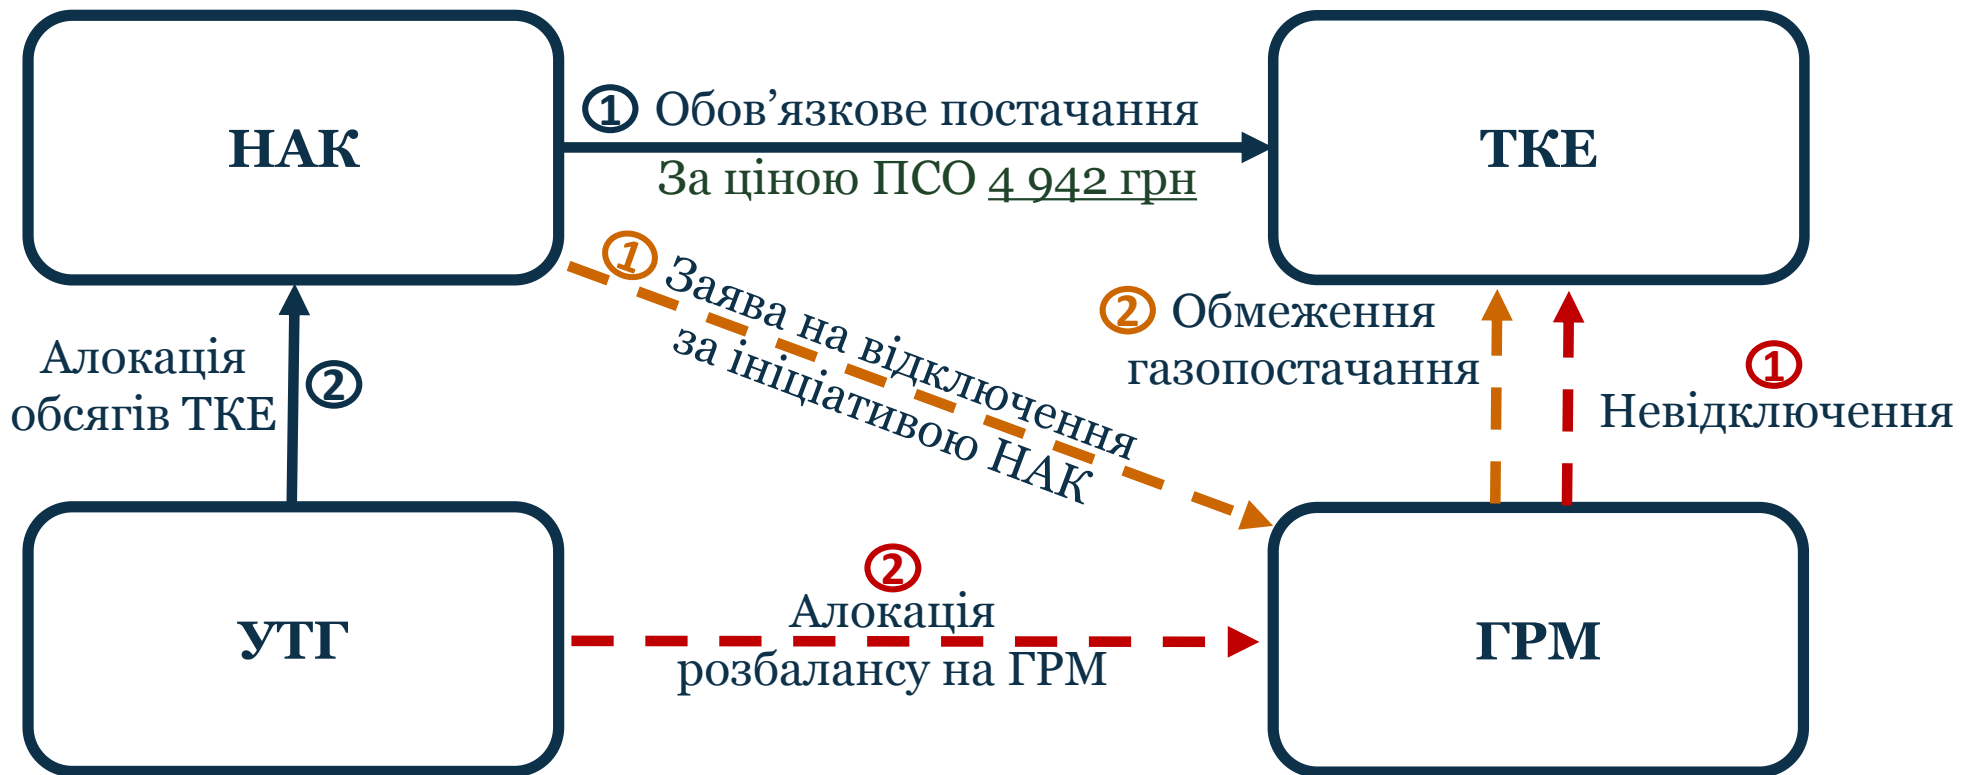 НАК
① Обов’язкове постачання
За ціною ПСО 4 942 грн
ТКЕ
① Заява на відключення
за ініціативою НАК
② Обмеження
газопостачання
①
Невідключення
Алокація
обсягів ТКЕ
②
УТГ
②
Алокація
розбалансу на ГРМ
ГРМ